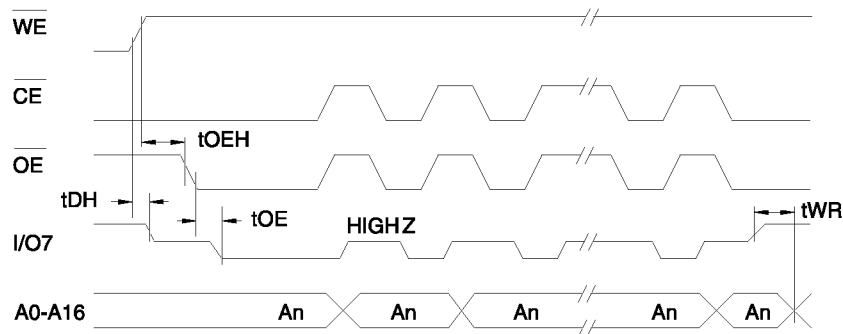 WE
CE
tOEH
OE
tDH
tOE
HIGH Z
tWR
I/O7
A0-A16
An
An
An
An
An